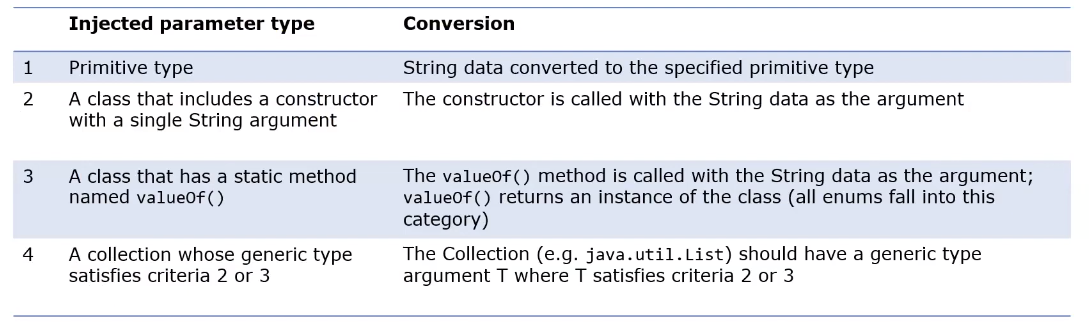 Injected parameter type Conversion
1 Primitive type String data converted to the specified primitive type
2 A class that includes a constructor The constructor is called with the String data as the argument
with a single String argument
3 A class that has a static method The valueOf() method is called with the String data as the argument;
named valueOf() valueOf() returns an instance of the class (all enums fall into this
category)
4 A collection whose generic type The Collection (e.g. java.util.List) should have a generic type
satisfies criteria 2 or 3 argument T where T satisfies criteria 2 or 3